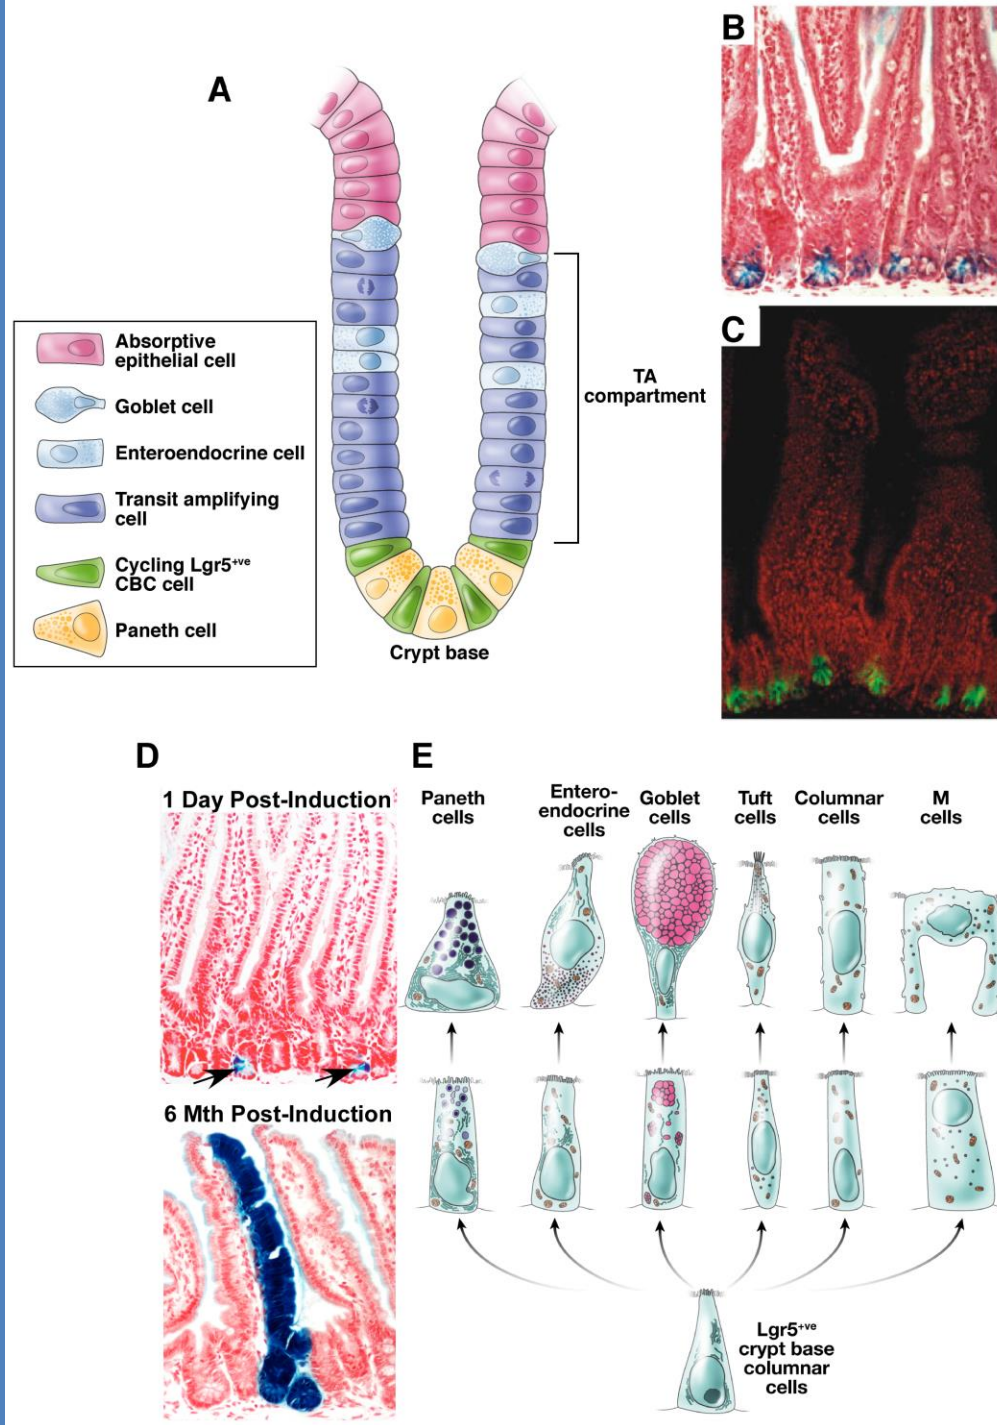 A
Absorptive
epithelial cell
Goblet cell
Enteroendocrine cell
Transit amplifying
cell
Cycling Lgr5+ve
CBC cell
Paneth cell
TA
compartment
Crypt base
B
C
D
1 Day Post-Induction
6 Mth Post-Induction
E
Paneth
cells
Entero-
endocrine
cells
Goblet
cells
Tuft
cells
Columnar
cells
M
cells
Lgr5+ve
crypt base
columnar
cells